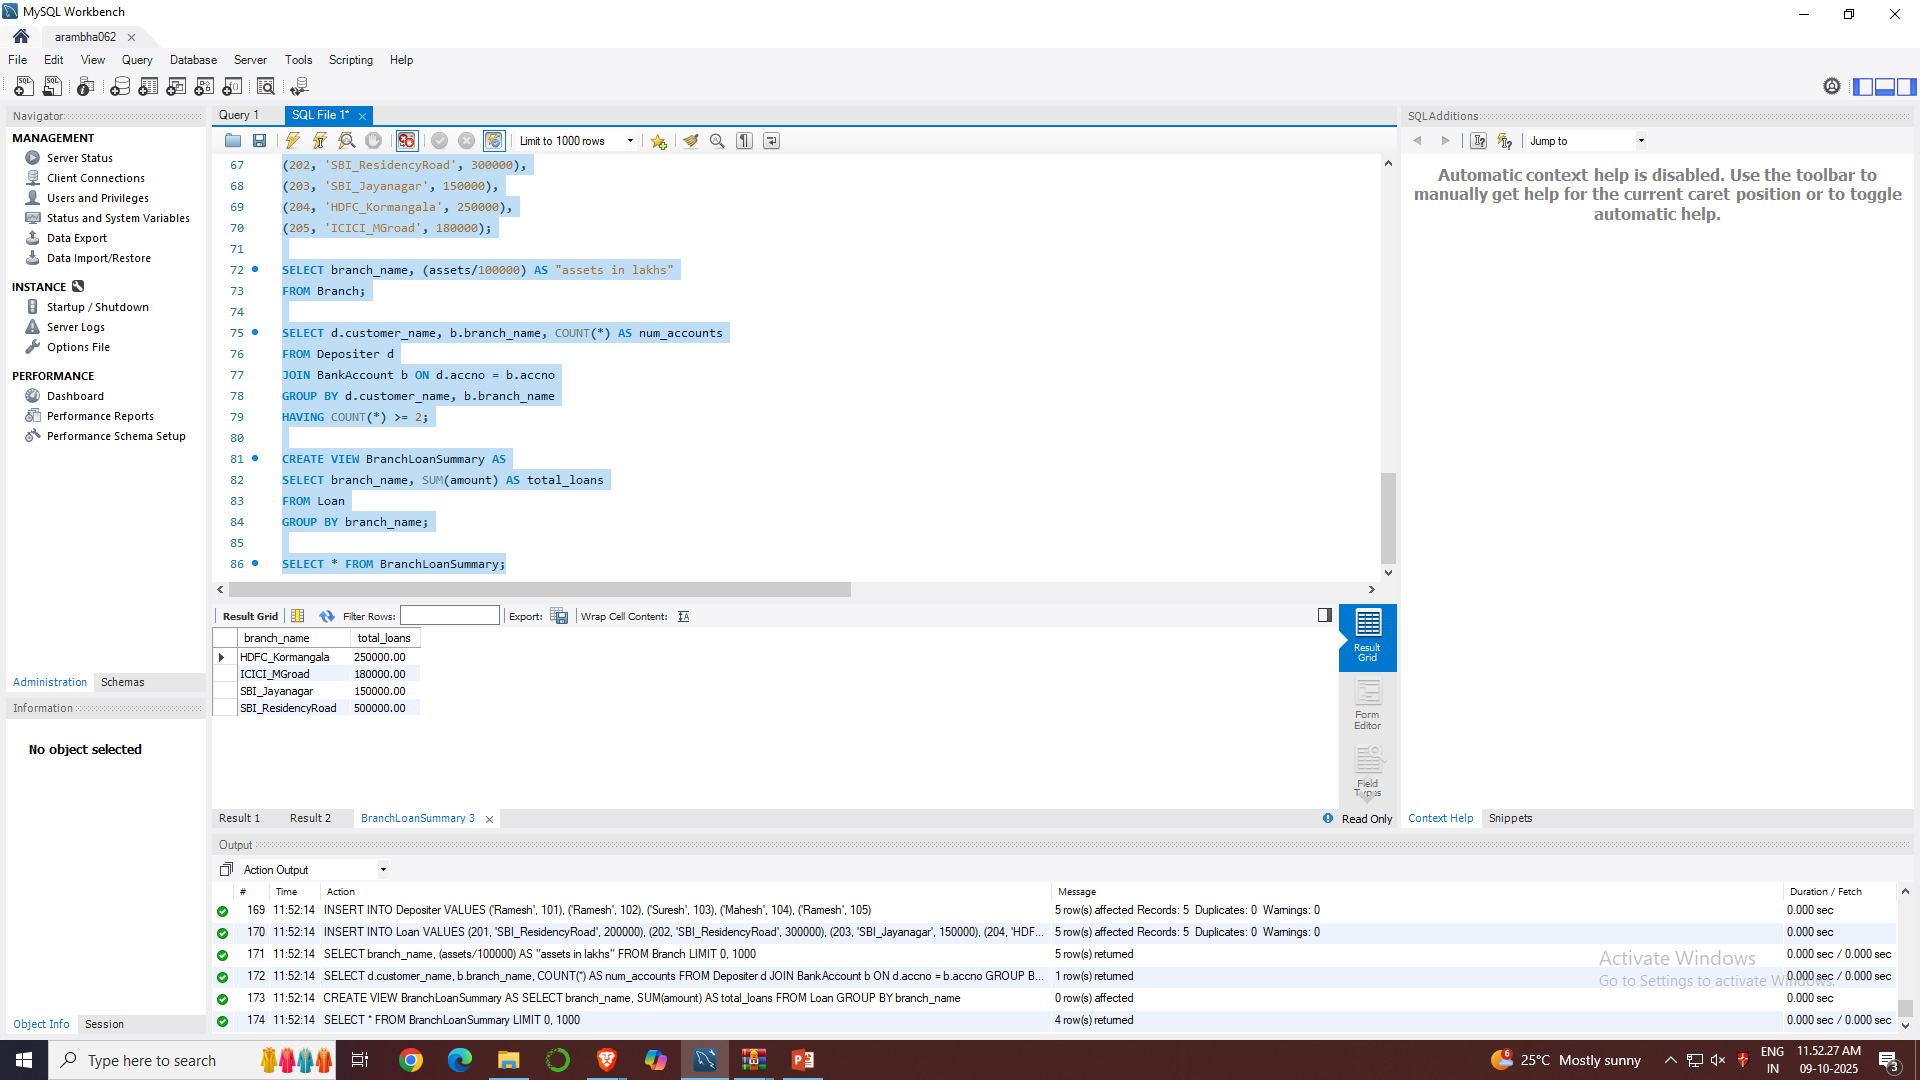 MySQL Workbench
arambha062
File Edit View Query Database Server Tools Scripting Help
Navigator
MANAGEMENT
Server Status
Client Connections
Users and Privileges
Status and System Variables
Data Export
Data Import/Restore
INSTANCE
Startup / Shutdown
Server Logs
Options File
PERFORMANCE
Dashboard
Performance Reports
Performance Schema Setup
Administration Schemas
Information
No object selected
Object Info Session
Query 1 SQL File 1*
Limit to 1000 rows
67 (202, 'SBI_ResidencyRoad', 300000),
68 (203, 'SBI_Jayanagar', 150000),
69 (204, 'HDFC_Kormangala', 250000),
70 (205, 'ICICI_MGroad', 180000);
71
72 SELECT branch_name, (assets/100000) AS "assets in lakhs"
73 FROM Branch;
74
75 SELECT d.customer_name, b.branch_name, COUNT(*) AS num_accounts
76 FROM Depositer d
77 JOIN BankAccount b ON d.accno = b.accno
78 GROUP BY d.customer_name, b.branch_name
79 HAVING COUNT(*) >= 2;
80
81 CREATE VIEW BranchLoanSummary AS
82 SELECT branch_name, SUM(amount) AS total_loans
83 FROM Loan
84 GROUP BY branch_name;
85
86 SELECT * FROM BranchLoanSummary;
Result Grid Filter Rows: Export: Wrap Cell Content:
branch_name total_loans
HDFC_Kormangala 250000.00
ICICI_MGroad 180000.00
SBI_Jayanagar 150000.00
SBI_ResidencyRoad 500000.00
Result Grid
Form Editor
Field Types
Result 1 Result 2 BranchLoanSummary 3 Read Only
SQLAdditions
Jump to
Automatic context help is disabled. Use the toolbar to
manually get help for the current caret position or to toggle
automatic help.
Context Help Snippets
Output
Action Output
# Time Action Message Duration / Fetch
169 11:52:14 INSERT INTO Depositer VALUES ('Ramesh', 101), ('Ramesh', 102), ('Suresh', 103), ('Mahesh', 104), ('Ramesh', 105) 5 row(s) affected Records: 5 Duplicates: 0 Warnings: 0 0.000 sec
170 11:52:14 INSERT INTO Loan VALUES (201, 'SBI_ResidencyRoad', 200000), (202, 'SBI_ResidencyRoad', 300000), (203, 'SBI_Jayanagar', 150000), (204, 'HDF... 5 row(s) affected Records: 5 Duplicates: 0 Warnings: 0 0.000 sec
171 11:52:14 SELECT branch_name, (assets/100000) AS "assets in lakhs" FROM Branch LIMIT 0, 1000 5 row(s) returned 0.000 sec / 0.000 sec
172 11:52:14 SELECT d.customer_name, b.branch_name, COUNT(*) AS num_accounts FROM Depositer d JOIN BankAccount b ON d.accno = b.accno GROUP B... 1 row(s) returned 0.000 sec / 0.000 sec
173 11:52:14 CREATE VIEW BranchLoanSummary AS SELECT branch_name, SUM(amount) AS total_loans FROM Loan GROUP BY branch_name 0 row(s) affected 0.000 sec
174 11:52:14 SELECT * FROM BranchLoanSummary LIMIT 0, 1000 4 row(s) returned 0.000 sec / 0.000 sec
Activate Windows
Go to Settings to activate Windows.
Type here to search
6
25°C Mostly sunny
ENG
IN
11.52.27 AM
09-10-2025
3